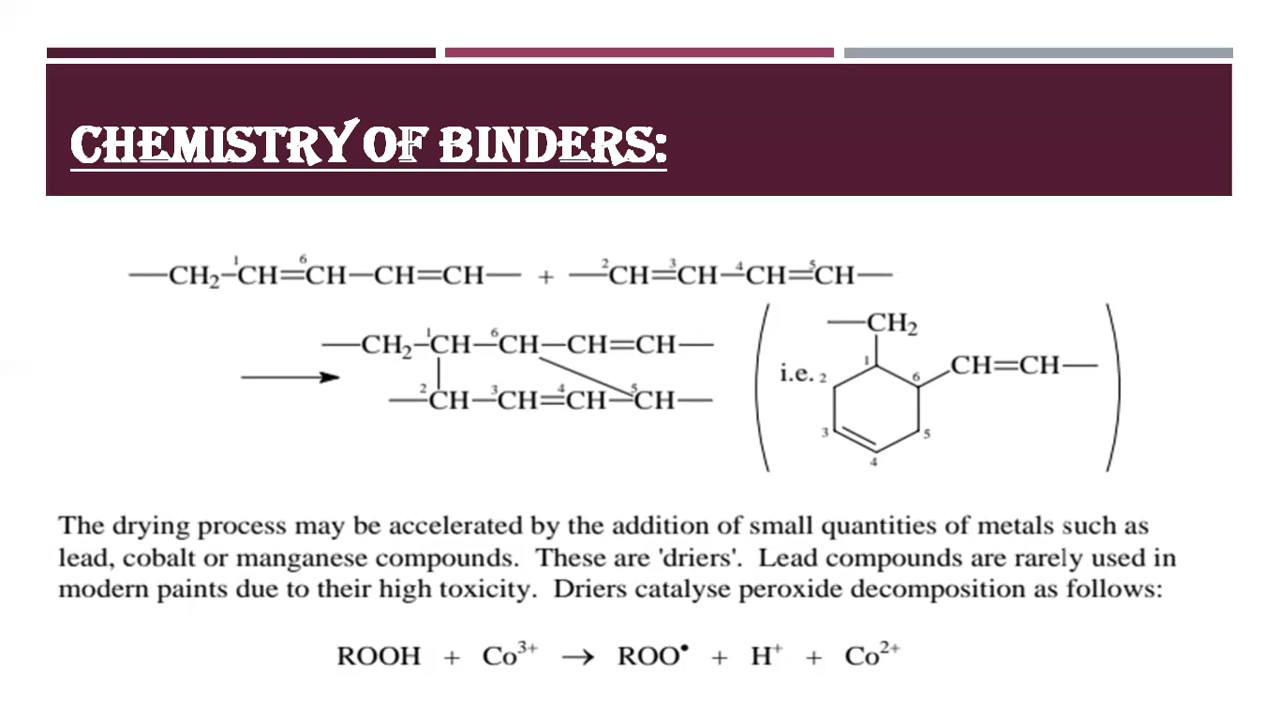 CHEMISTRY OF BINDERS:
—CH₂—¹CH=⁶CH—CH=CH— + —²CH=³CH—⁴CH=⁵CH—
—CH₂—¹CH—⁶CH—CH=CH—
—²CH—³CH=⁴CH—⁵CH—
—CH₂
i.e. 2 1 6 CH=CH—
3 5
4
The drying process may be accelerated by the addition of small quantities of metals such as
lead, cobalt or manganese compounds. These are 'driers'. Lead compounds are rarely used in
modern paints due to their high toxicity. Driers catalyse peroxide decomposition as follows:
ROOH + Co³⁺ → ROO• + H⁺ + Co²⁺